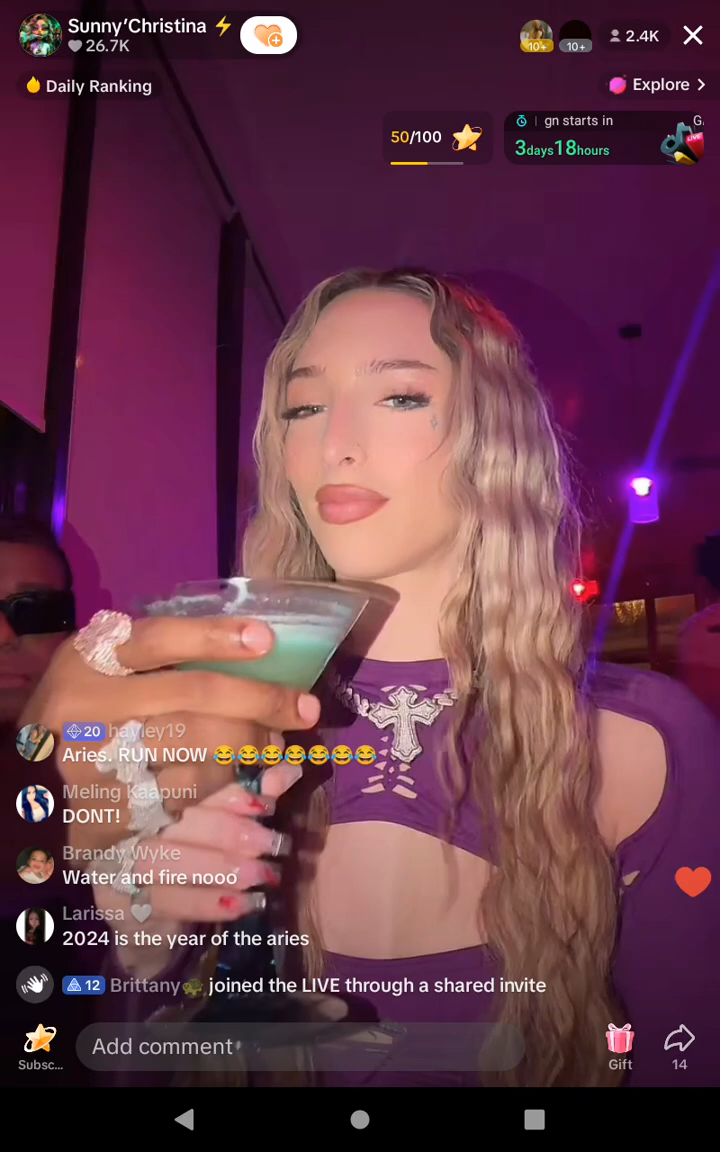 Sunny’Christina ⚡
26.7K
10+
10+
2.4K
Daily Ranking
Explore
50/100
gn starts in
G
3days18hours
LIVE
20 hayley19
Aries. RUN NOW 😂😂😂😂😂😂😂
Meling Kaapuni
DONT!
Brandy Wyke
Water and fire nooo
Larissa 🤍
2024 is the year of the aries
12 Brittany🐢 joined the LIVE through a shared invite
Add comment
Subsc...
Gift
14